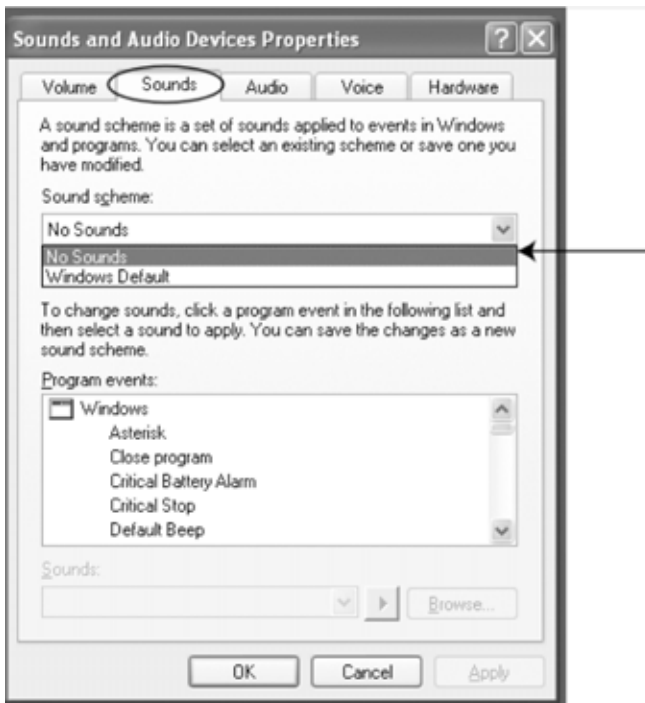 Sounds and Audio Devices Properties
Volume Sounds Audio Voice Hardware
A sound scheme is a set of sounds applied to events in Windows
and programs. You can select an existing scheme or save one you
have modified.
Sound scheme:
No Sounds
No Sounds
Windows Default
To change sounds, click a program event in the following list and
then select a sound to apply. You can save the changes as a new
sound scheme.
Program events:
Windows
Asterisk
Close program
Critical Battery Alarm
Critical Stop
Default Beep
Sounds:
Browse...
OK Cancel Apply